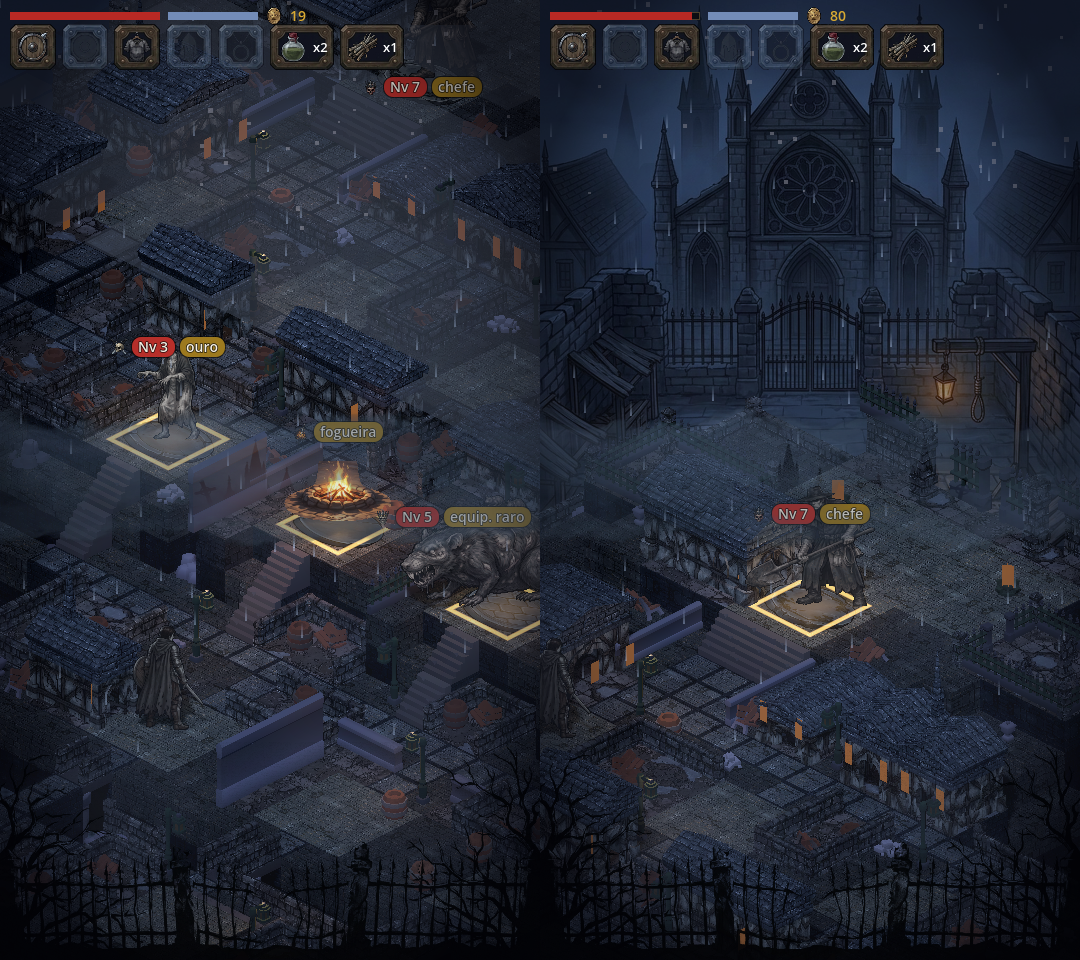 19
x2
x1
Nv 7 chefe
Nv 3 ouro
fogueira
Nv 5 equip. raro
80
x2
x1
Nv 7 chefe